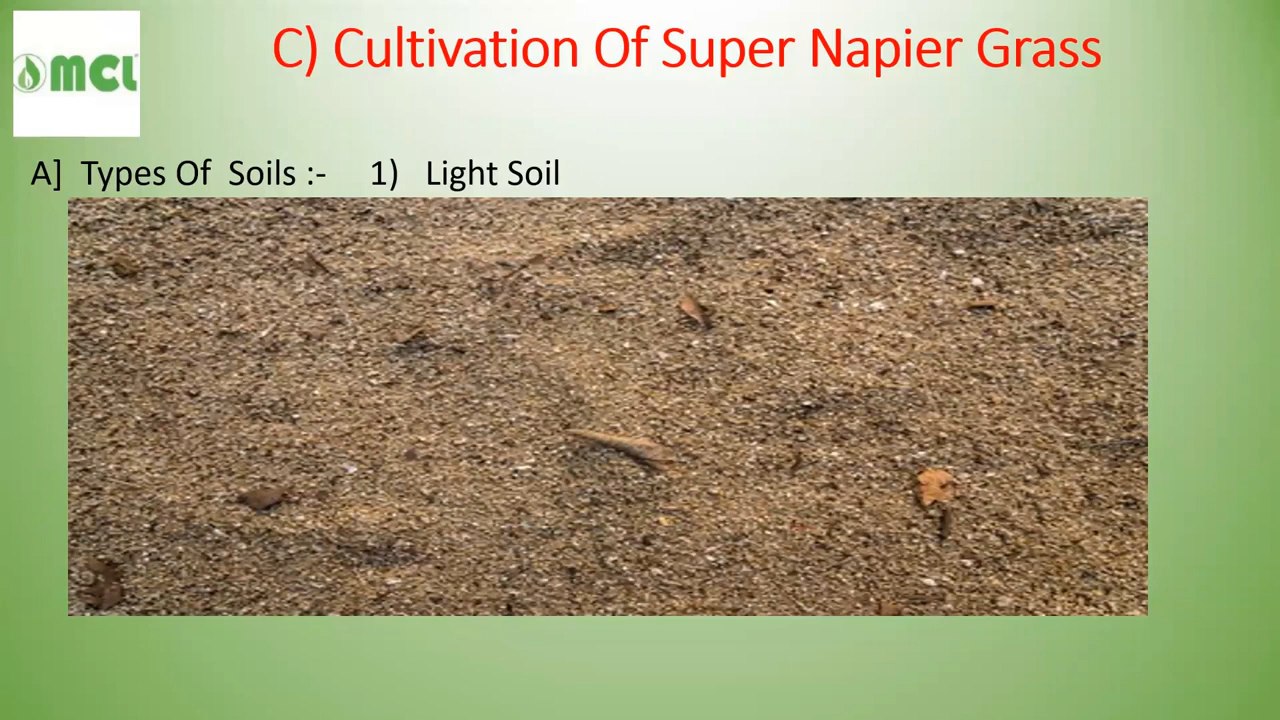 mCL
C) Cultivation Of Super Napier Grass
A] Types Of Soils :- 1) Light Soil